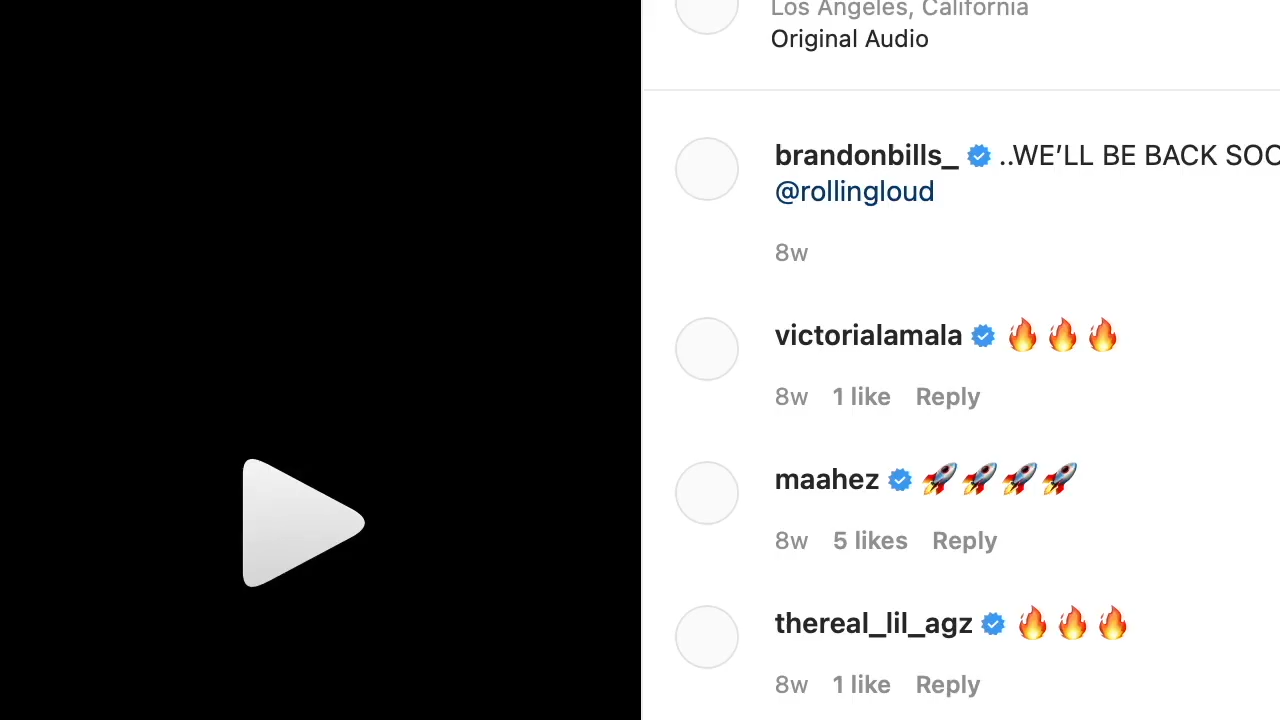 Los Angeles, California
Original Audio
brandonbills_ ..WE’LL BE BACK SOO
@rollingloud
8w
victorialamala 🔥🔥🔥
8w 1 like Reply
maahez 🚀🚀🚀🚀
8w 5 likes Reply
thereal_lil_agz 🔥🔥🔥
8w 1 like Reply